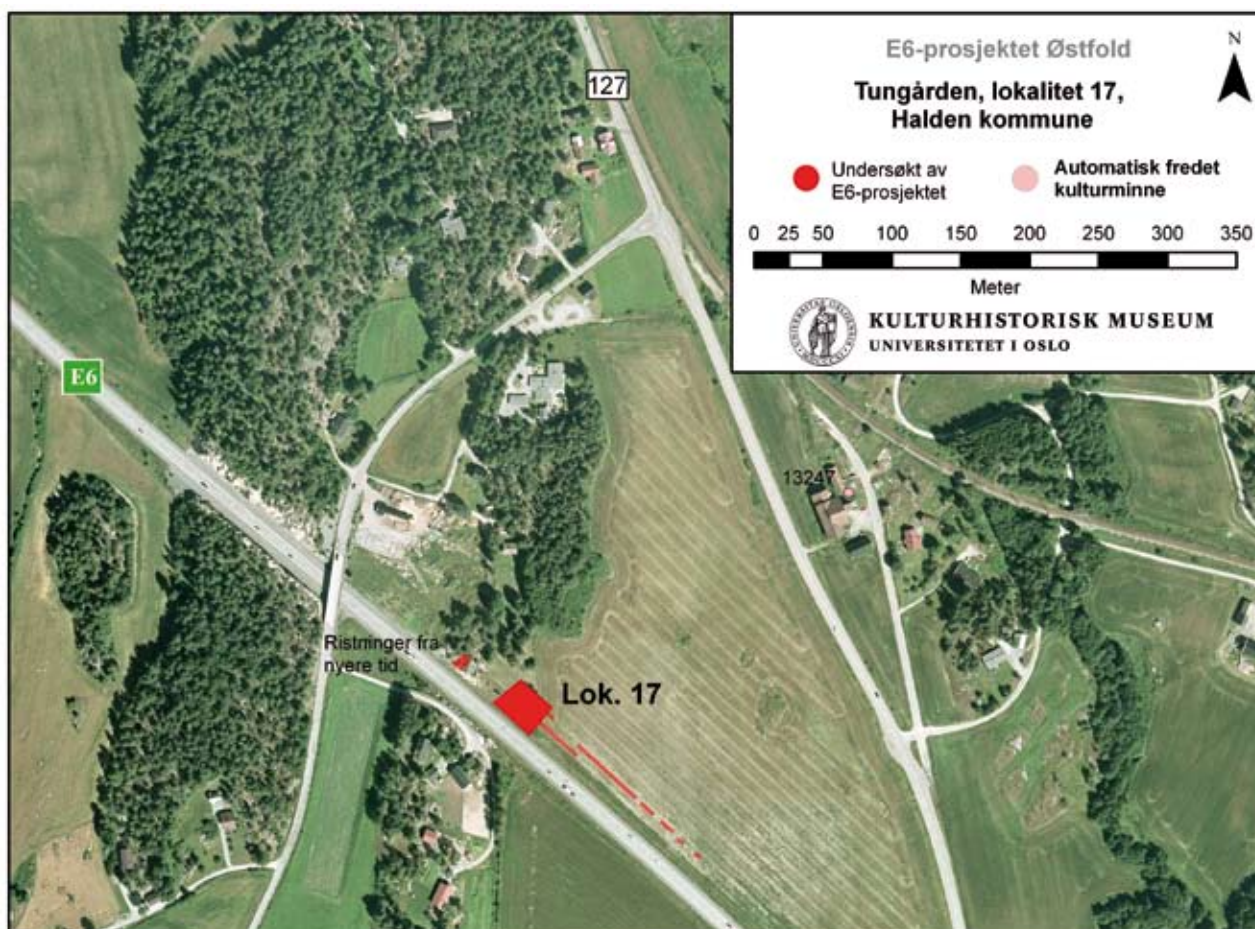 E6-prosjektet Østfold
N
Tungården, lokalitet 17,
Halden kommune
Undersøkt av
E6-prosjektet
Automatisk fredet
kulturminne
0 25 50 100 150 200 250 300 350
Meter
KULTURHISTORISK MUSEUM
UNIVERSITETET I OSLO
127
E6
13247
Ristninger fra
nyere tid
Lok. 17